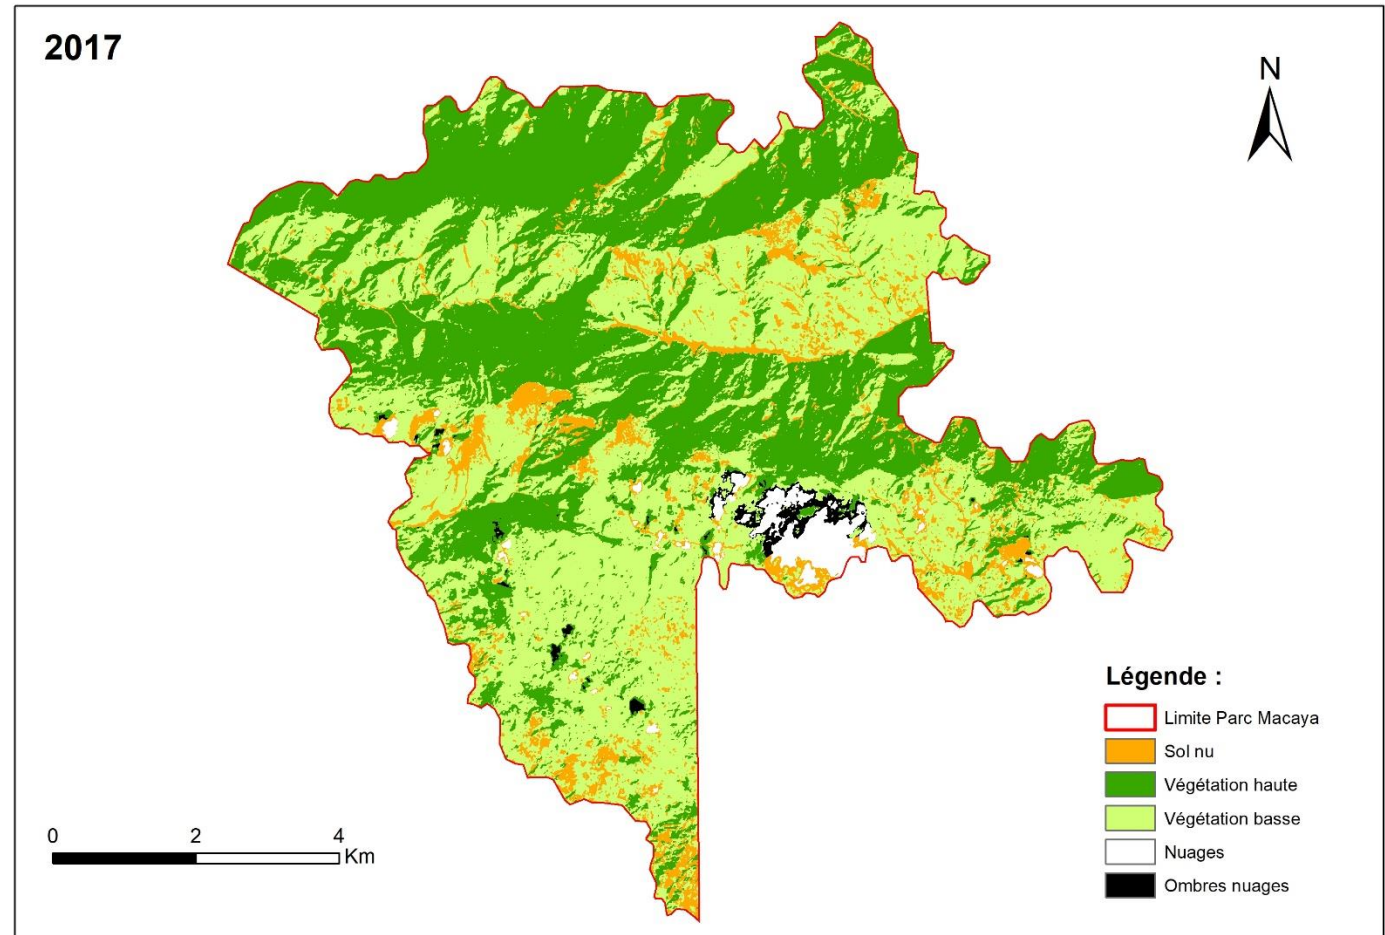 2017
N
Légende :
Limite Parc Macaya
Sol nu
Végétation haute
Végétation basse
Nuages
Ombres nuages
0 2 4
Km